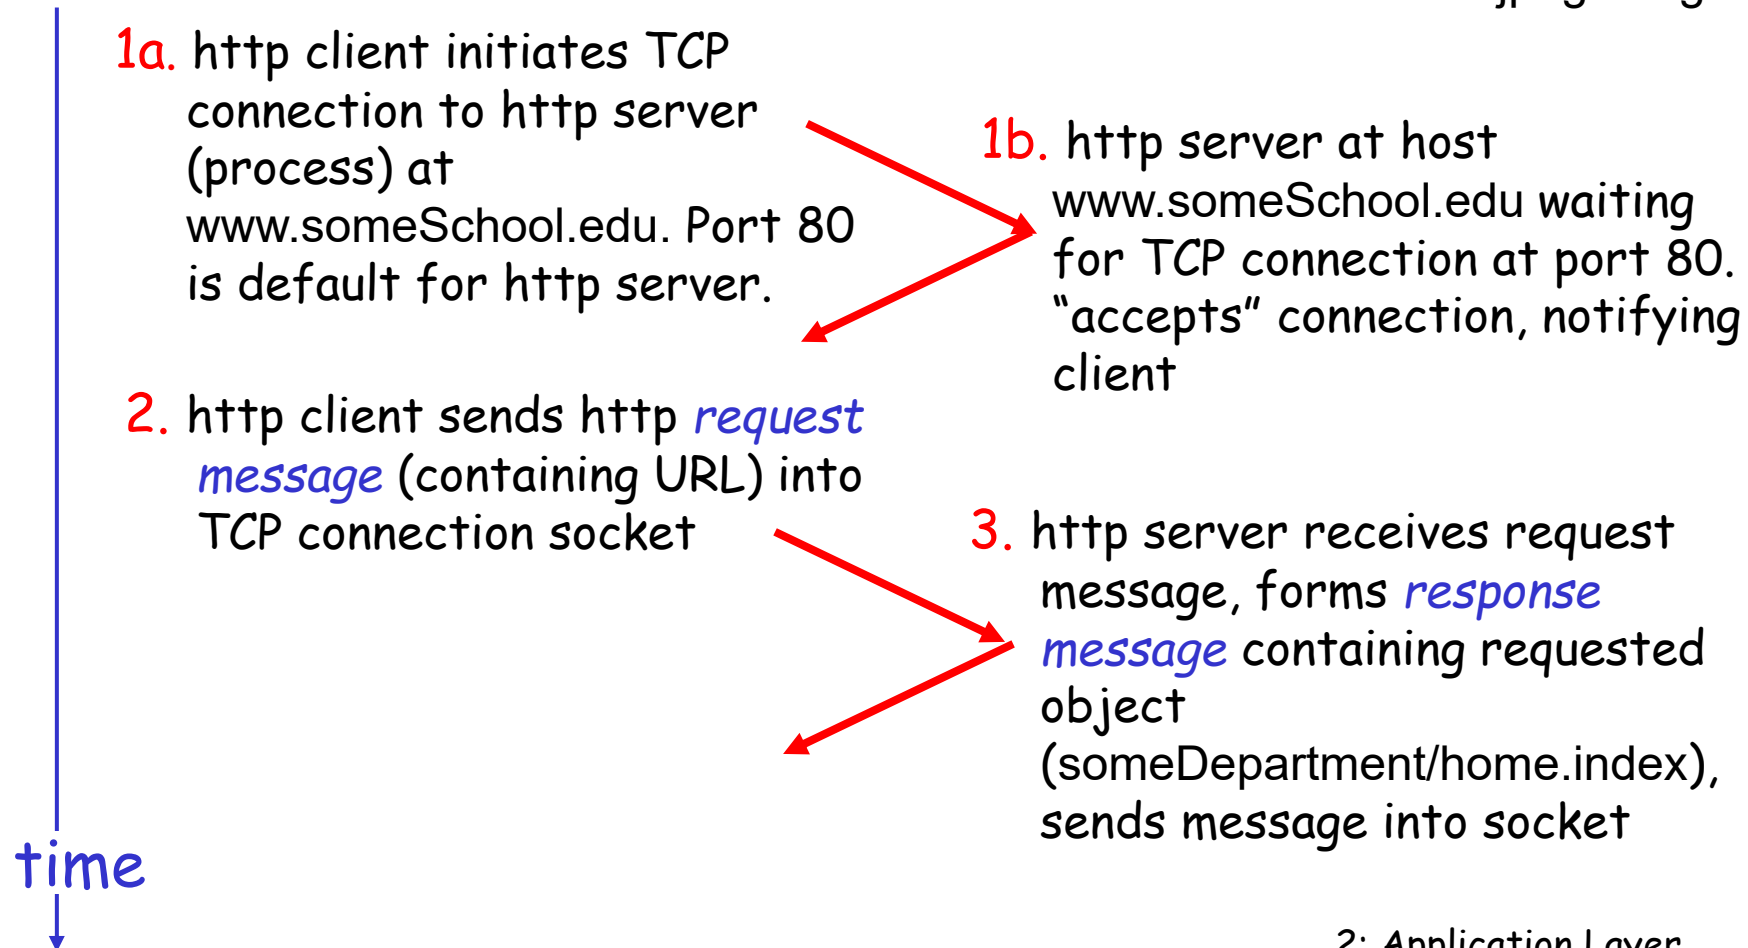 1a. http client initiates TCP
connection to http server
(process) at
www.someSchool.edu. Port 80
is default for http server.
1b. http server at host
www.someSchool.edu waiting
for TCP connection at port 80.
“accepts” connection, notifying
client
2. http client sends http request
message (containing URL) into
TCP connection socket
3. http server receives request
message, forms response
message containing requested
object
(someDepartment/home.index),
sends message into socket
time
2: Application Layer